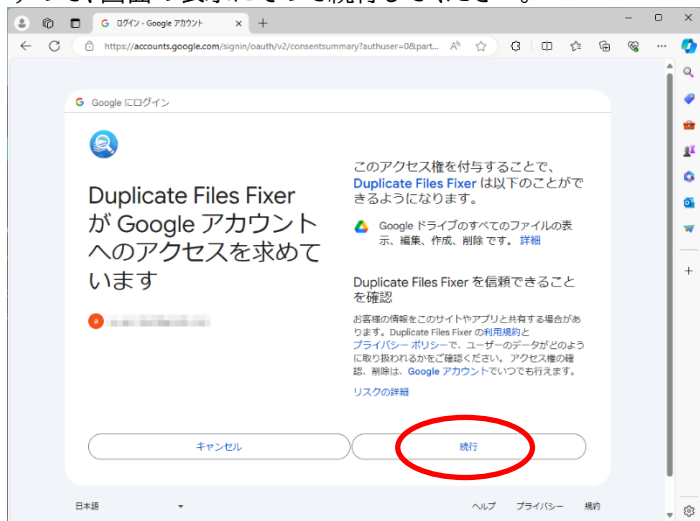 G ログイン - Google アカウント
https://accounts.google.com/signin/oauth/v2/consentsummary?authuser=0&part...
Google にログイン
Duplicate Files Fixer
が Google アカウント
へのアクセスを求めて
います
このアクセス権を付与することで、
Duplicate Files Fixer は以下のことがで
きるようになります。
Google ドライブのすべてのファイルの表
示、編集、作成、削除 です。 詳細
Duplicate Files Fixer を信頼できること
を確認
お客様の情報をこのサイトやアプリと共有する場合があ
ります。Duplicate Files Fixer の利用規約と
プライバシー ポリシーで、ユーザーのデータがどのよう
に取り扱われるかをご確認ください。 アクセス権の確
認、削除は、Google アカウントでいつでも行えます。
リスクの詳細
キャンセル
続行
日本語
ヘルプ
プライバシー
規約